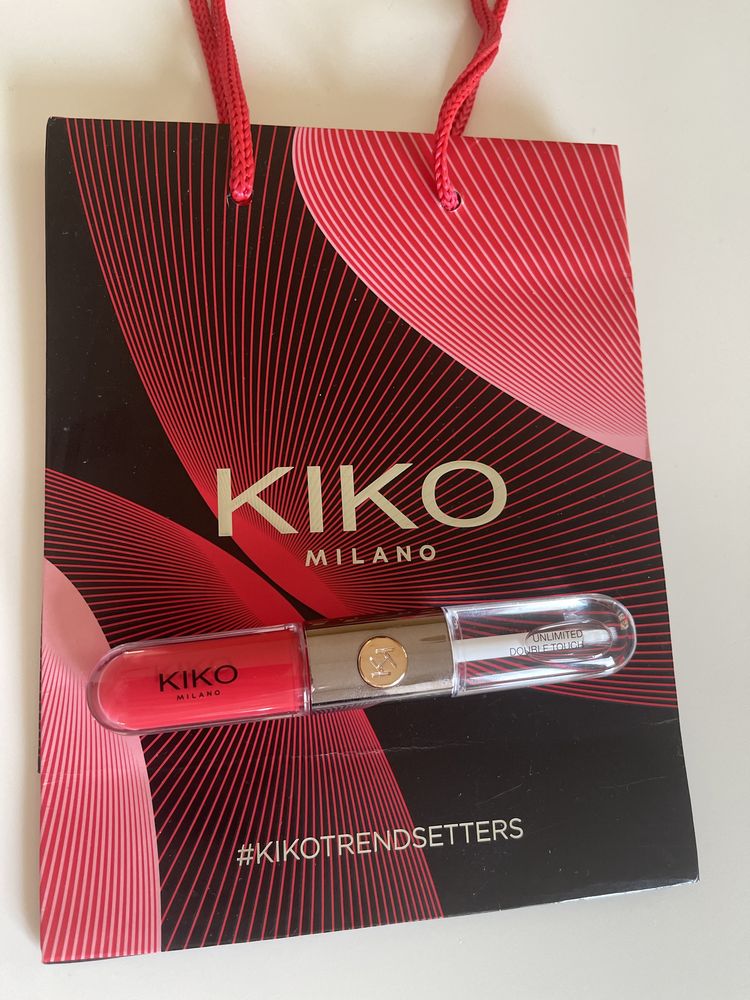 KIKO
MILANO
KIKO
MILANO
UNLIMITED
DOUBLE TOUCH
#KIKOTRENDSETTERS